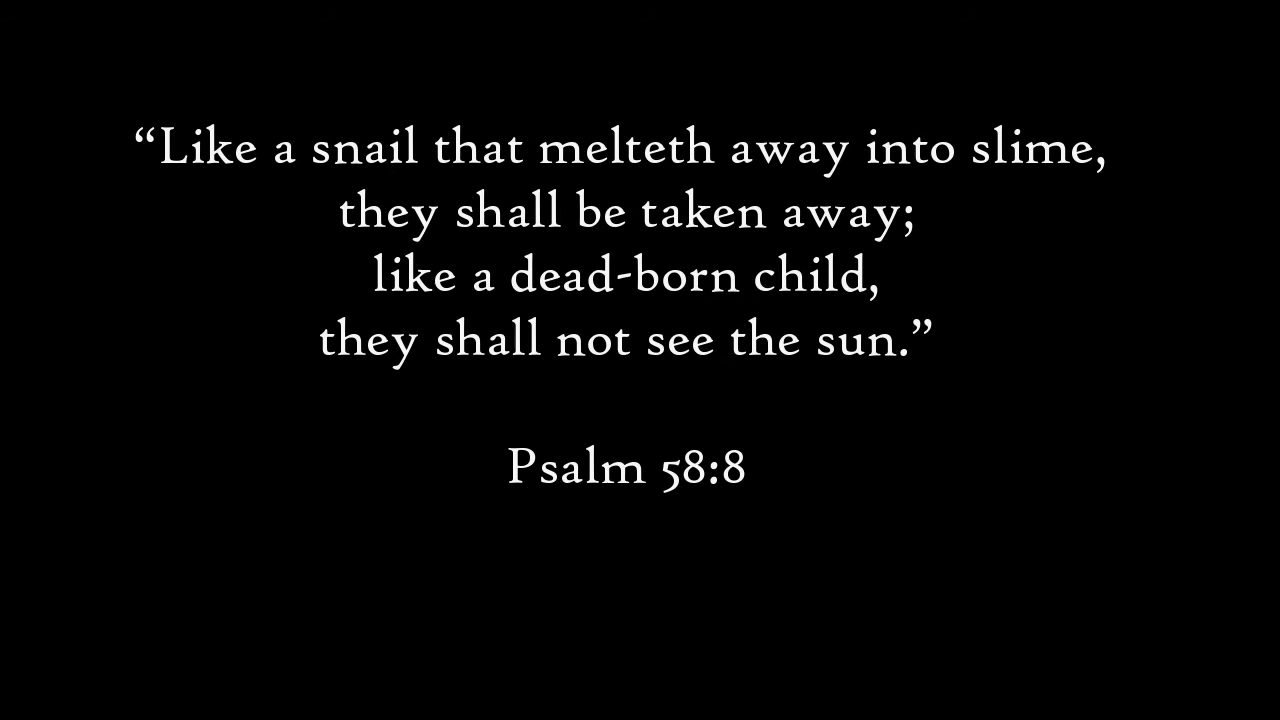 “Like a snail that melteth away into slime,
they shall be taken away;
like a dead-born child,
they shall not see the sun.”
Psalm 58:8